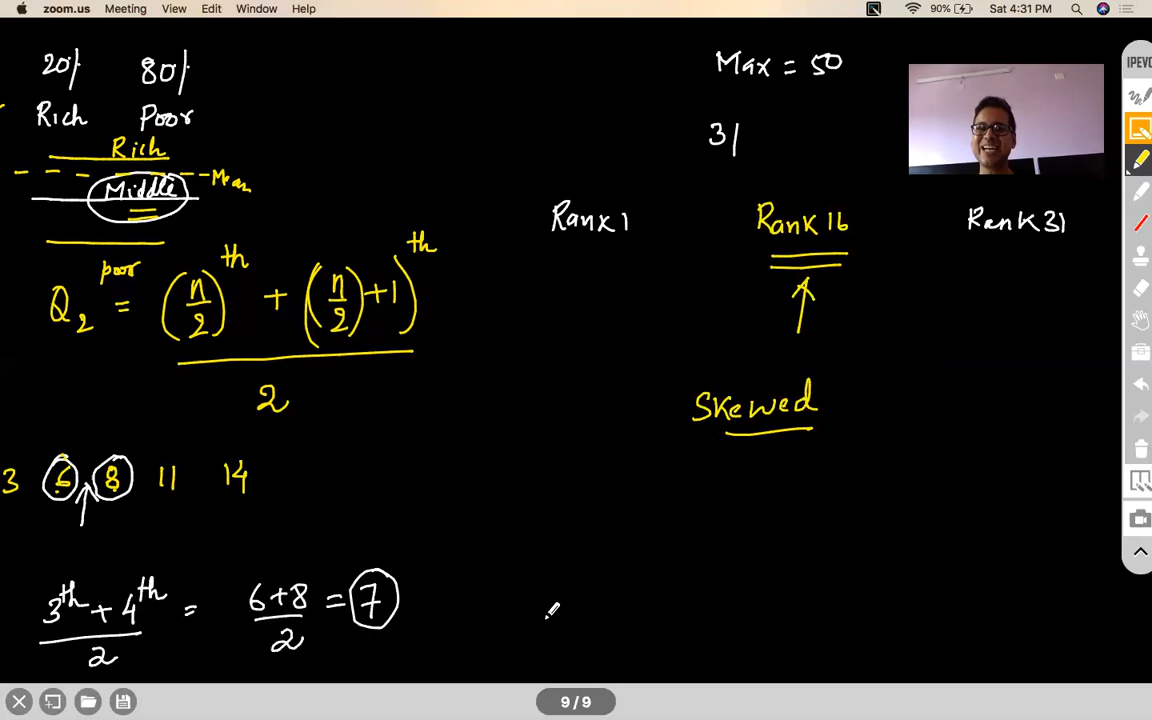 zoom.us Meeting View Edit Window Help 90% Sat 4:31 PM
20% 80%
Rich Poor
Rich
Mean
Middle
poor
Q2 = (n/2)th + ((n/2)+1)th
2
3 6 8 11 14
3th + 4th = 6+8 = 7
2 2
Max = 50
31
Rank 1 Rank 16 Rank 31
Skewed
IPEVO
9 / 9